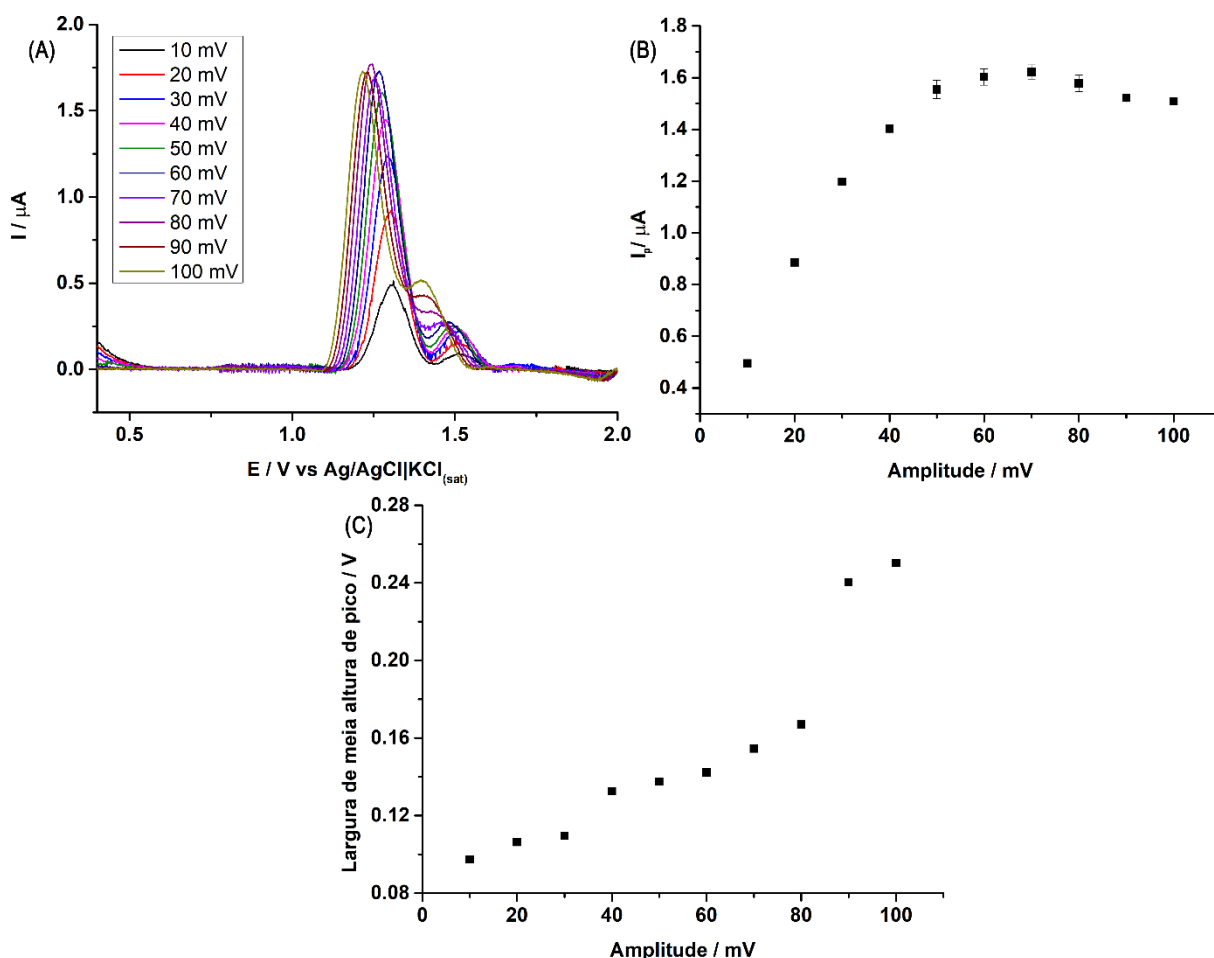 (A)
10 mV
20 mV
30 mV
40 mV
50 mV
60 mV
70 mV
80 mV
90 mV
100 mV
2.0
1.5
1.0
0.5
0.0
I / μA
0.5 1.0 1.5 2.0
E / V vs Ag/AgCl|KCl(sat)
(B)
1.8
1.6
1.4
1.2
1.0
0.8
0.6
0.4
Ip/ μA
0 20 40 60 80 100
Amplitude / mV
(C)
0.28
0.24
0.20
0.16
0.12
0.08
Largura de meia altura de pico / V
0 20 40 60 80 100
Amplitude / mV